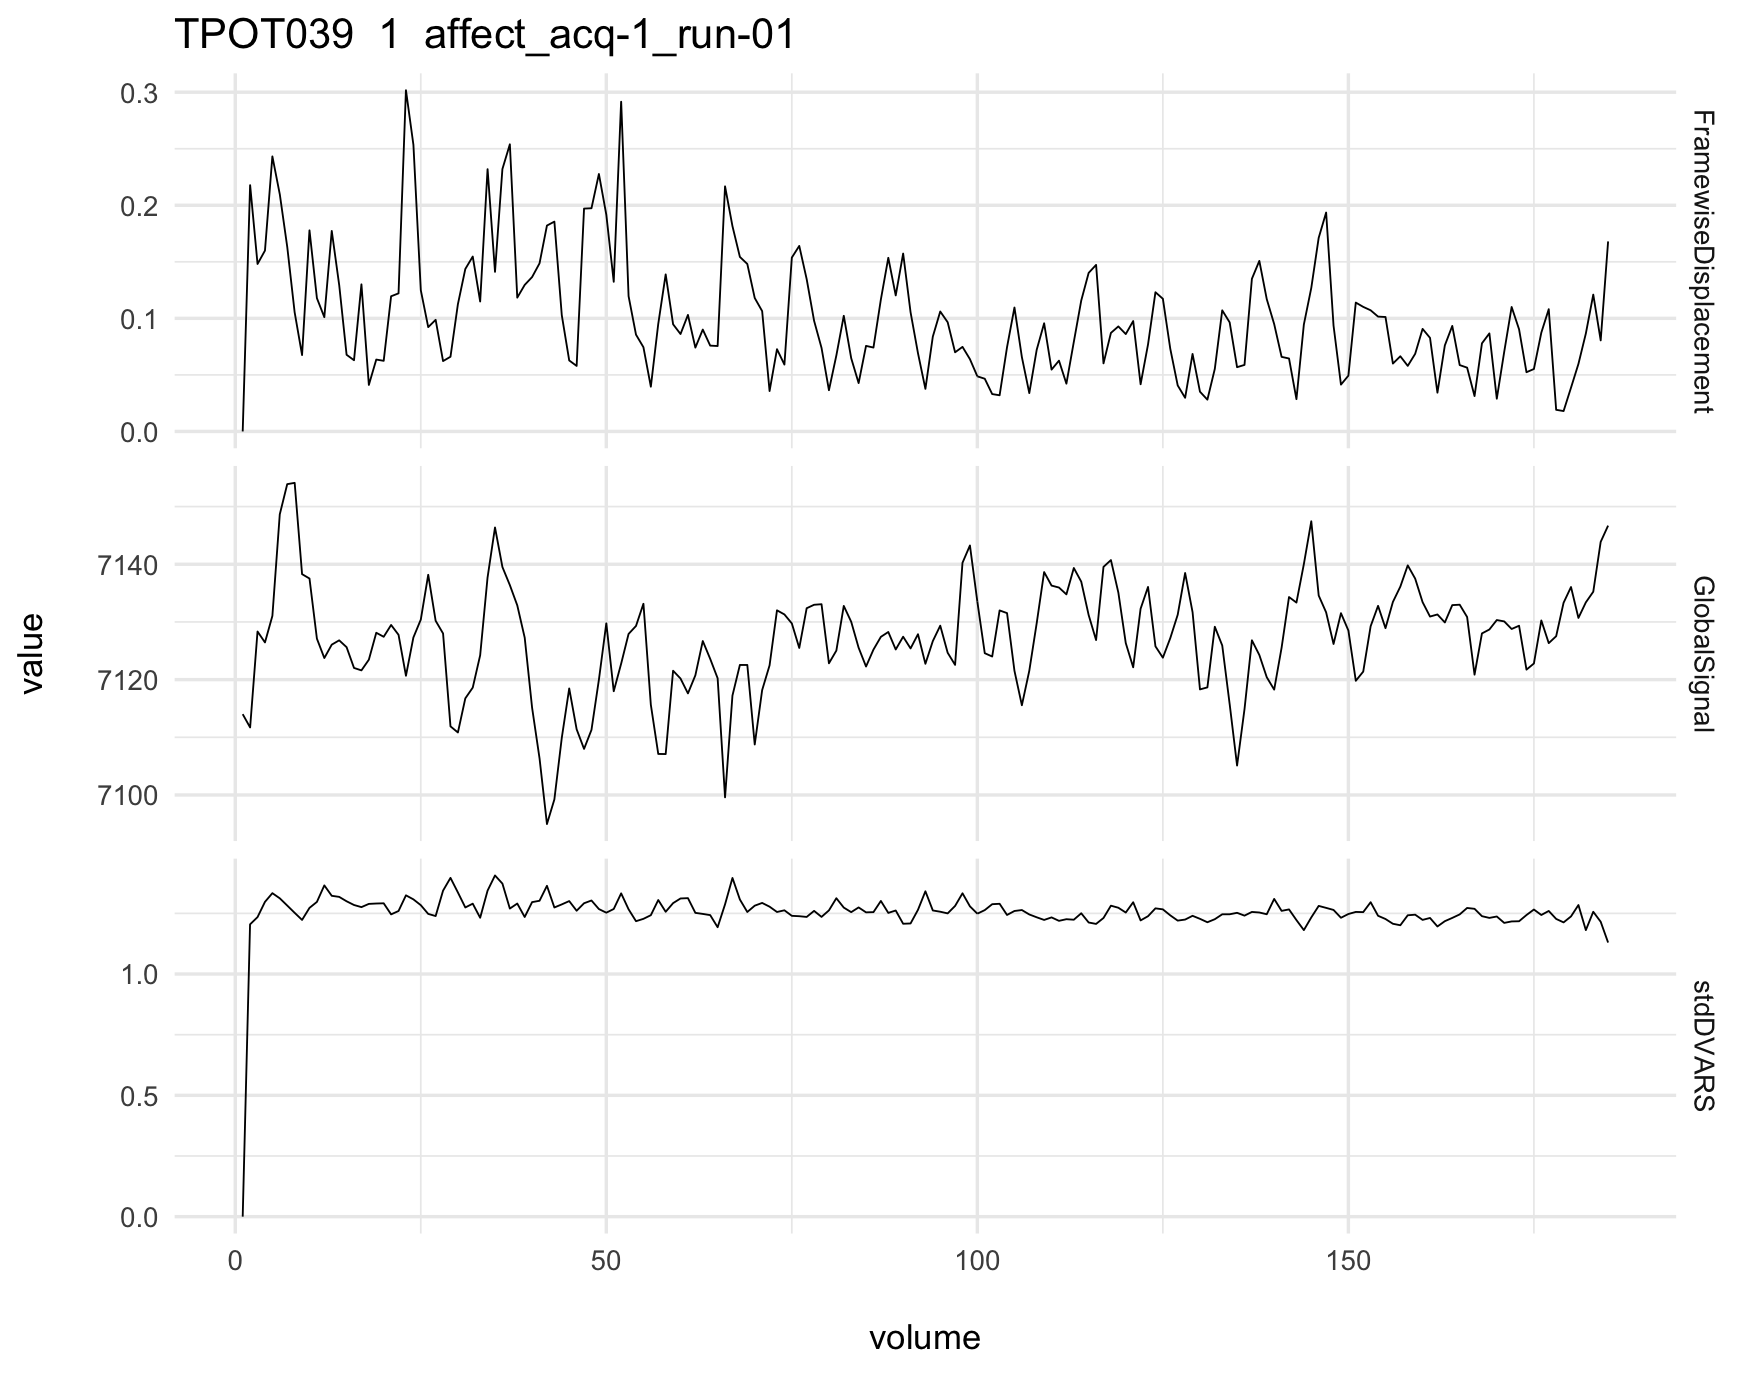 TPOT039  1  affect_acq-1_run-01
0.3
0.2
0.1
0.0
FramewiseDisplacement
value
7140
7120
7100
GlobalSignal
1.0
0.5
0.0
stdDVARS
0 50 100 150
volume